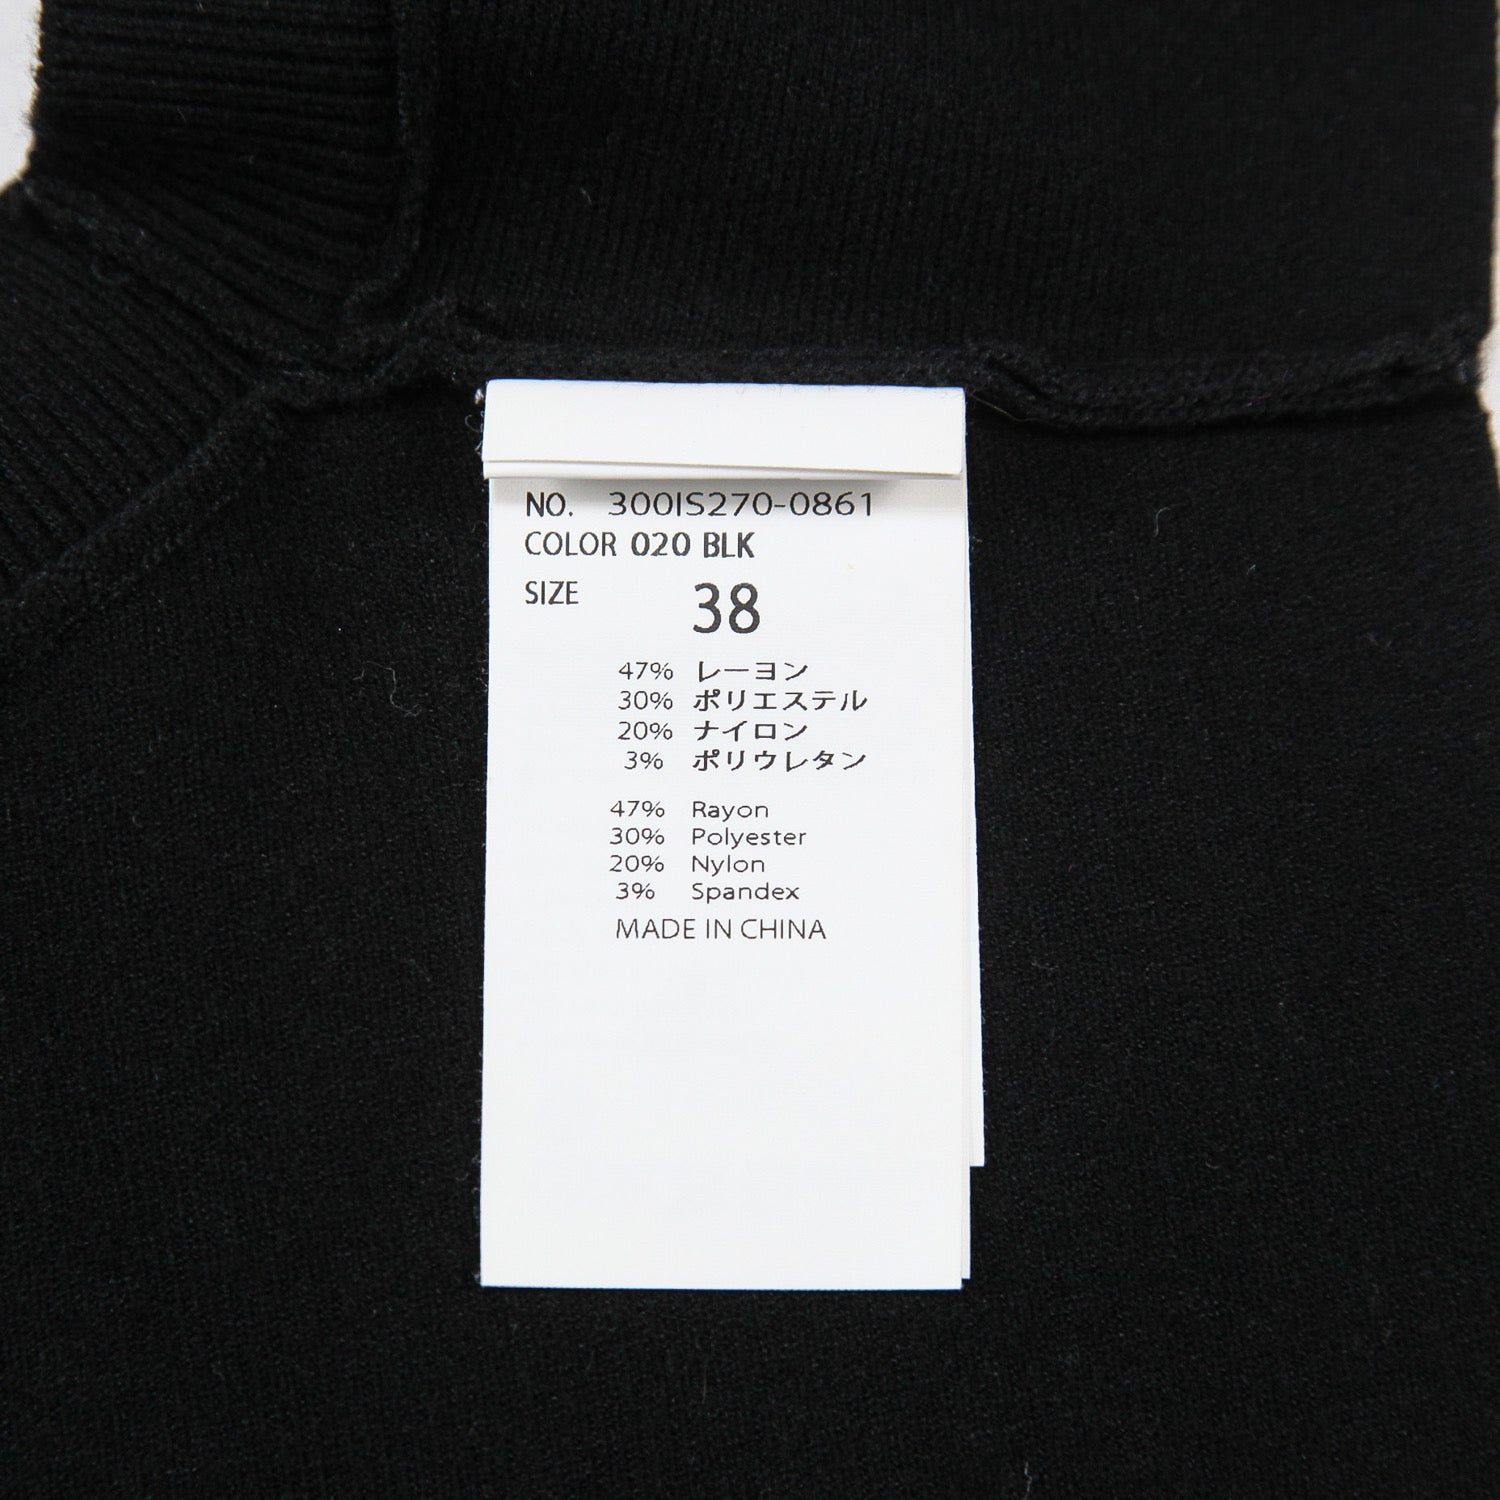 NO. 300IS270-0861
COLOR 020 BLK
SIZE 38
47% レーヨン
30% ポリエステル
20% ナイロン
3% ポリウレタン
47% Rayon
30% Polyester
20% Nylon
3% Spandex
MADE IN CHINA